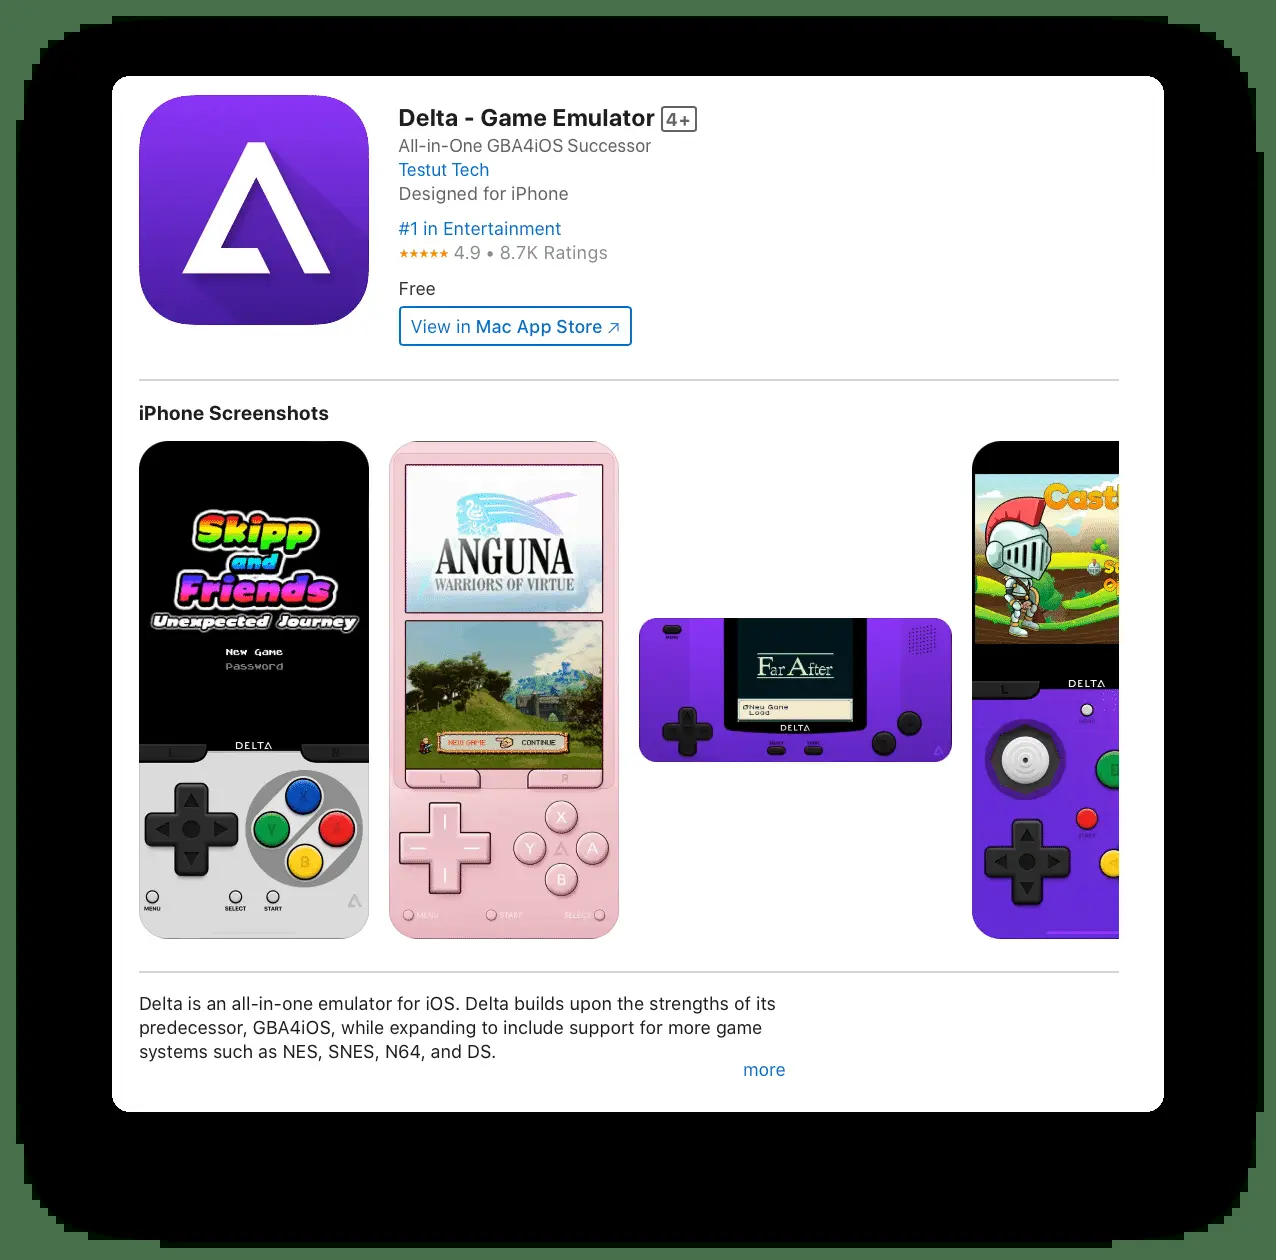 Delta - Game Emulator 4+
All-in-One GBA4iOS Successor
Testut Tech
Designed for iPhone
#1 in Entertainment
★★★★★ 4.9 • 8.7K Ratings
Free
View in Mac App Store ↗
iPhone Screenshots
Skipp
and
Friends
Unexpected Journey
New Game
Password
DELTA
L
R
X
Y
A
B
MENU
SELECT
START
ANGUNA
WARRIORS OF VIRTUE
NEW GAME
CONTINUE
L
R
X
Y
A
B
MENU
START
SELECT
MENU
Far After
New Game
Load
DELTA
SELECT
START
Cast
DELTA
L
MENU
START
Delta is an all-in-one emulator for iOS. Delta builds upon the strengths of its
predecessor, GBA4iOS, while expanding to include support for more game
systems such as NES, SNES, N64, and DS.
more